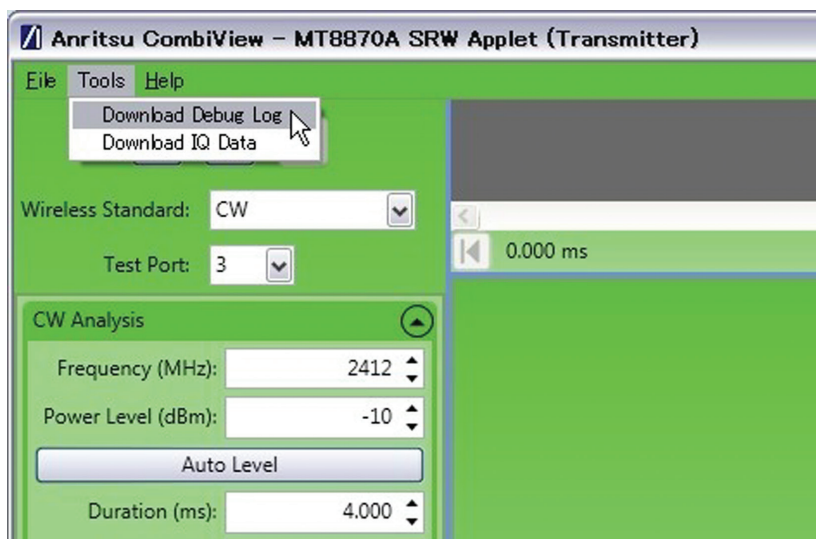 Anritsu CombiView - MT8870A SRW Applet (Transmitter)
File Tools Help
Download Debug Log
Download IQ Data
Wireless Standard: CW
Test Port: 3
0.000 ms
CW Analysis
Frequency (MHz): 2412
Power Level (dBm): -10
Auto Level
Duration (ms): 4.000